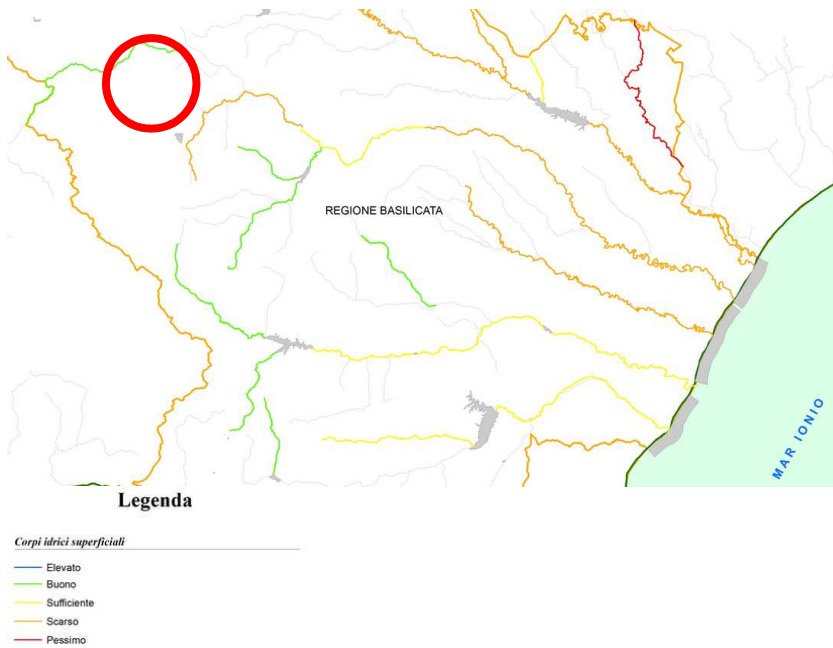 REGIONE BASILICATA
MAR IONIO
Legenda
Corpi idrici superficiali
Elevato
Buono
Sufficiente
Scarso
Pessimo